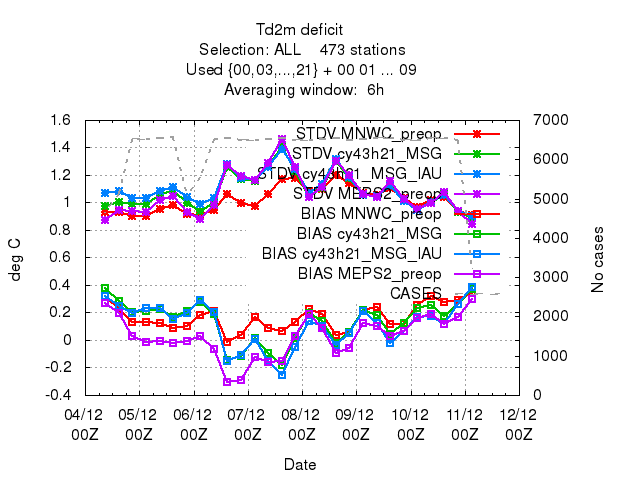 Td2m deficit
Selection: ALL    473 stations
Used {00,03,...,21} + 00 01 ... 09
Averaging window:  6h
1.6
1.4
1.2
1
0.8
0.6
0.4
0.2
0
-0.2
-0.4
deg C
7000
6000
5000
4000
3000
2000
1000
0
No cases
STDV MNWC_preop
STDV cy43h21_MSG
STDV cy43h21_MSG_IAU
STDV MEPS2_preop
BIAS MNWC_preop
BIAS cy43h21_MSG
BIAS cy43h21_MSG_IAU
BIAS MEPS2_preop
CASES
04/12 05/12 06/12 07/12 08/12 09/12 10/12 11/12 12/12
00Z 00Z 00Z 00Z 00Z 00Z 00Z 00Z 00Z
Date